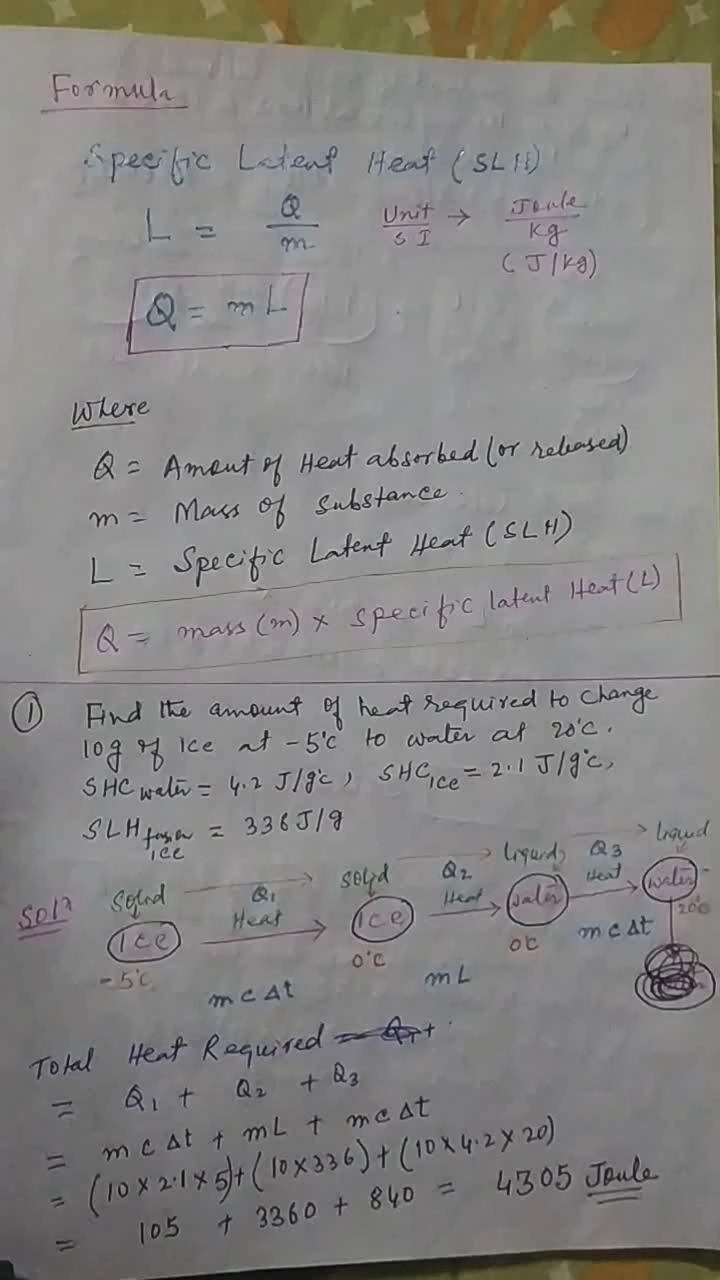 Formula
Specific Latent Heat (SLH)
L = Q/m Unit/SI → Joule/Kg
(J/kg)
Q = mL
Where
Q = Amout of Heat absorbed (or released)
m = Mass of substance.
L = Specific Latent Heat (SLH)
Q = mass (m) x specific latent Heat (L)
① Find the amount of heat required to change
10g of ice at -5°C to water at 20°C.
SHC water = 4.2 J/g°C, SHC ice = 2.1 J/g°C,
SLH fusion ice = 336 J/g
Solid → Solid → liquid, → liquid
Soln Ice Q1 Heat → Ice Q2 Heat → water Q3 Heat → water
-5°C 0°C 0°C 20°C
mcΔt mL mcΔt
Total Heat Required
= Q1 + Q2 + Q3
= mcΔt + mL + mcΔt
= (10 x 2.1 x 5) + (10 x 336) + (10 x 4.2 x 20)
= 105 + 3360 + 840 = 4305 Joule